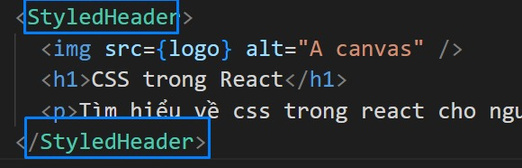 <StyledHeader>
<img src={logo} alt="A canvas" />
<h1>CSS trong React</h1>
<p>Tìm hiểu về css trong react cho
</StyledHeader>